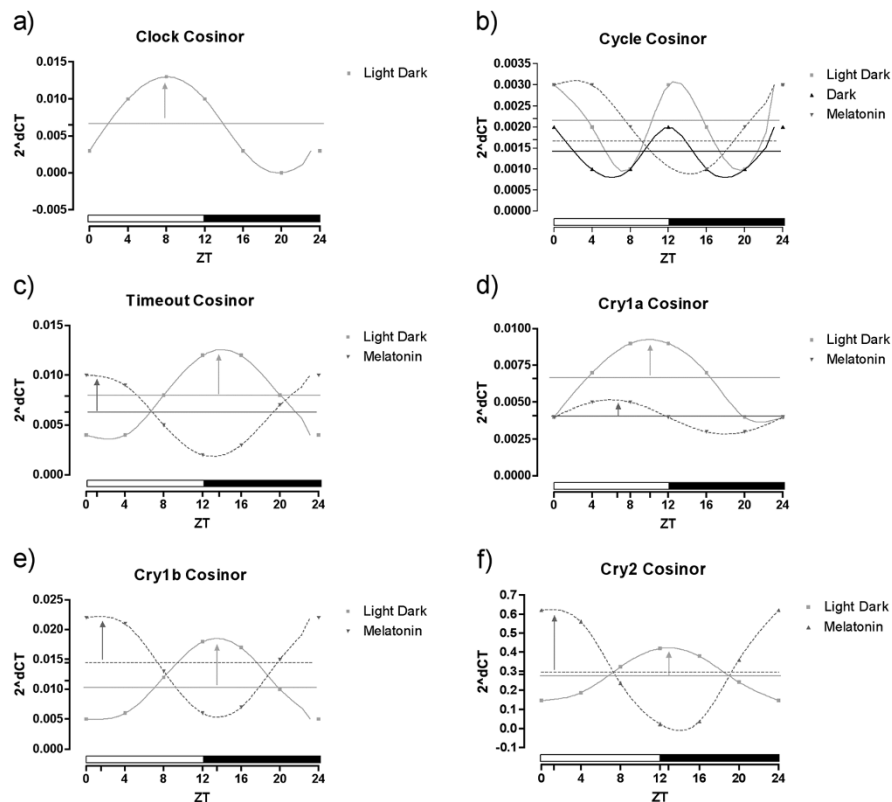 a)
Clock Cosinor
0.015
0.010
0.005
0.000
-0.005
2^dCT
0 4 8 12 16 20 24
ZT
Light Dark
b)
Cycle Cosinor
0.0035
0.0030
0.0025
0.0020
0.0015
0.0010
0.0005
0.0000
2^dCT
0 4 8 12 16 20 24
ZT
Light Dark
Dark
Melatonin
c)
Timeout Cosinor
0.015
0.010
0.005
0.000
2^dCT
0 4 8 12 16 20 24
ZT
Light Dark
Melatonin
d)
Cry1a Cosinor
0.0100
0.0075
0.0050
0.0025
0.0000
2^dCT
0 4 8 12 16 20 24
ZT
Light Dark
Melatonin
e)
Cry1b Cosinor
0.025
0.020
0.015
0.010
0.005
0.000
2^dCT
0 4 8 12 16 20 24
ZT
Light Dark
Melatonin
f)
Cry2 Cosinor
0.7
0.6
0.5
0.4
0.3
0.2
0.1
0.0
-0.1
2^dCT
0 4 8 12 16 20 24
ZT
Light Dark
Melatonin